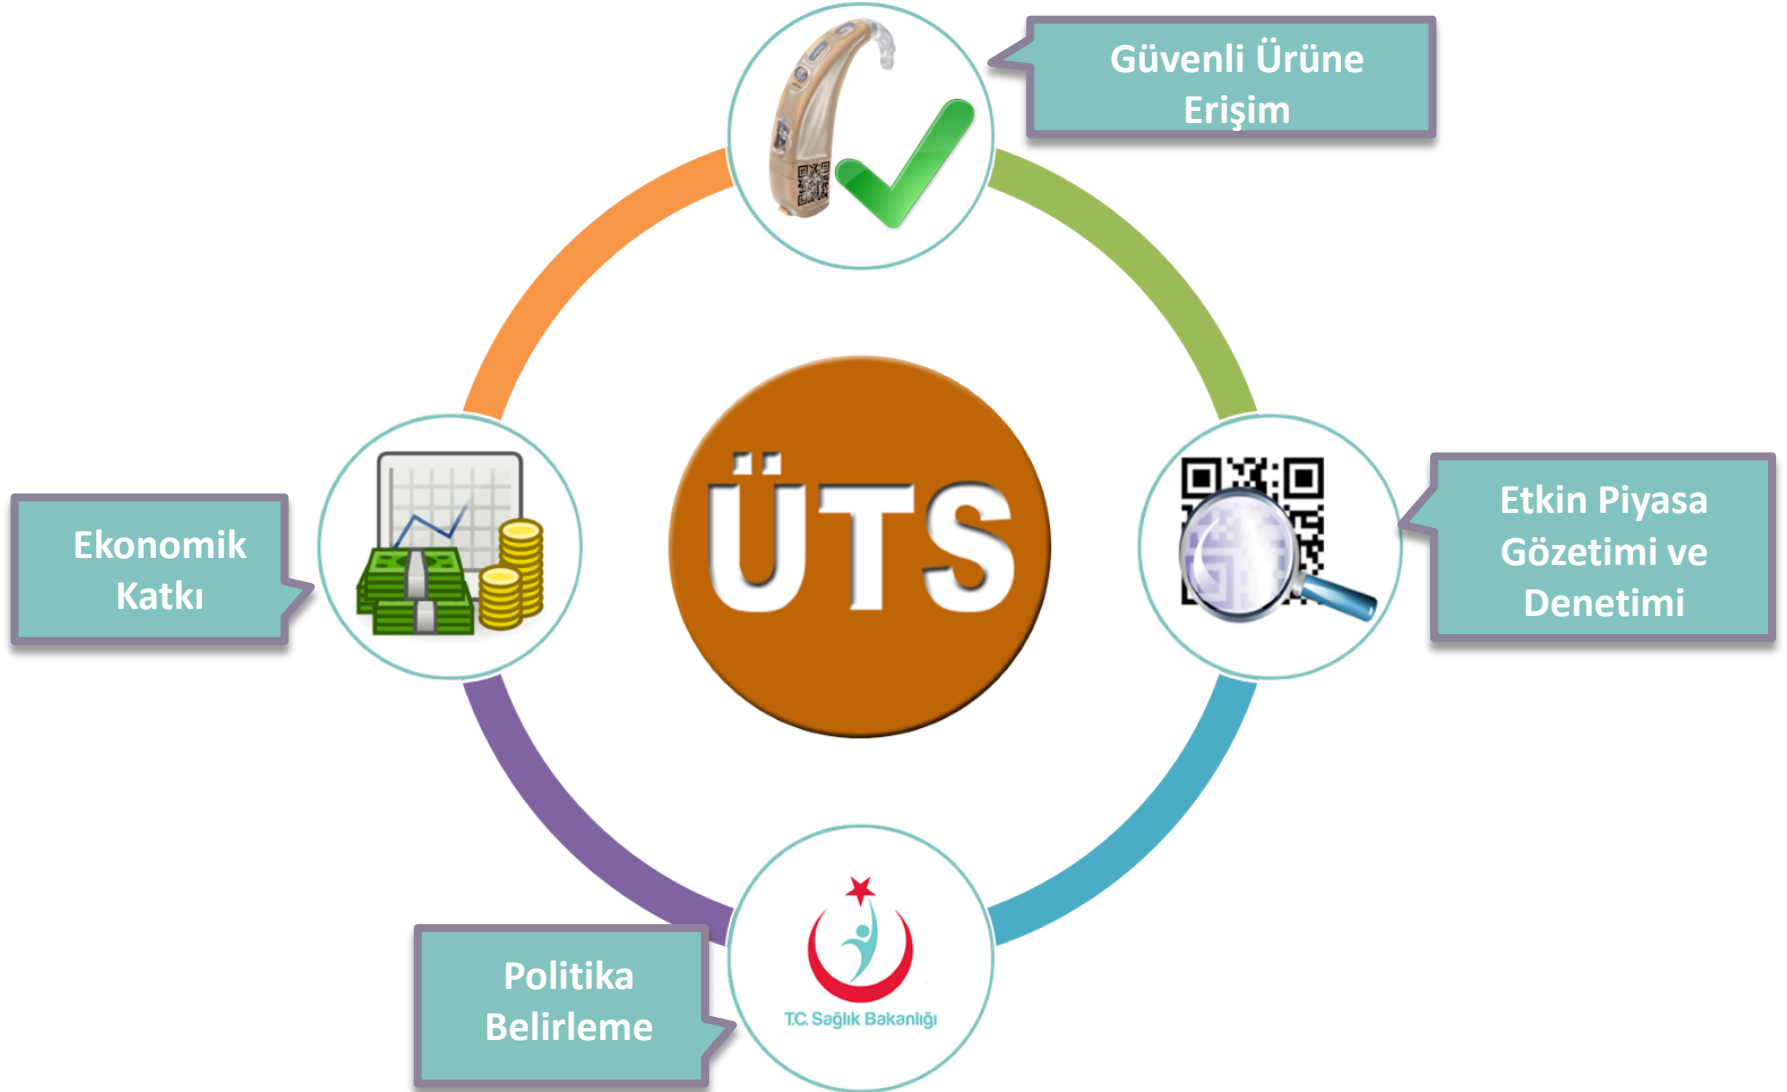 Güvenli Ürüne
Erişim
ÜTS
Etkin Piyasa
Gözetimi ve
Denetimi
Ekonomik
Katkı
Politika
Belirleme
T.C. Sağlık Bakanlığı